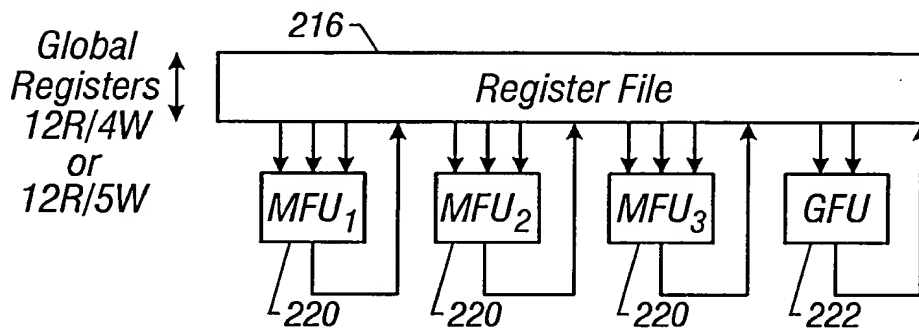 216
Global
Registers
12R/4W
or
12R/5W
Register File
MFU1
MFU2
MFU3
GFU
220
220
220
222